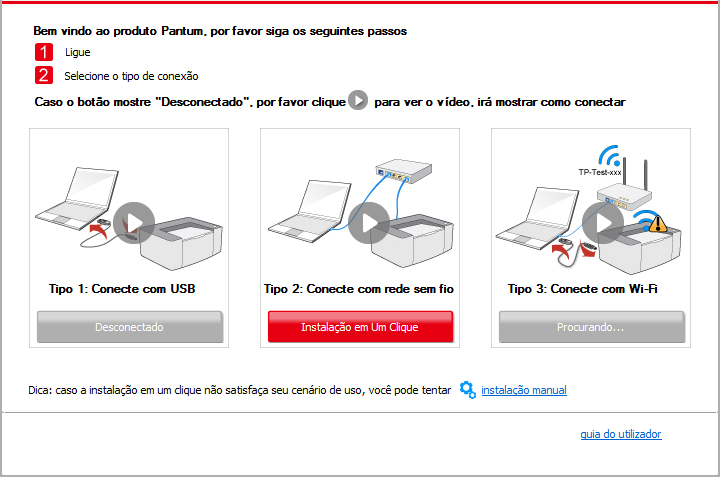 Bem vindo ao produto Pantum, por favor siga os seguintes passos
1 Ligue
2 Selecione o tipo de conexão
Caso o botão mostre "Desconectado", por favor clique para ver o vídeo, irá mostrar como conectar
TP-Test-xxx
Tipo 1: Conecte com USB
Tipo 2: Conecte com rede sem fio
Tipo 3: Conecte com Wi-Fi
Desconectado
Instalação em Um Clique
Procurando...
Dica: caso a instalação em um clique não satisfaça seu cenário de uso, você pode tentar instalação manual
guia do utilizador